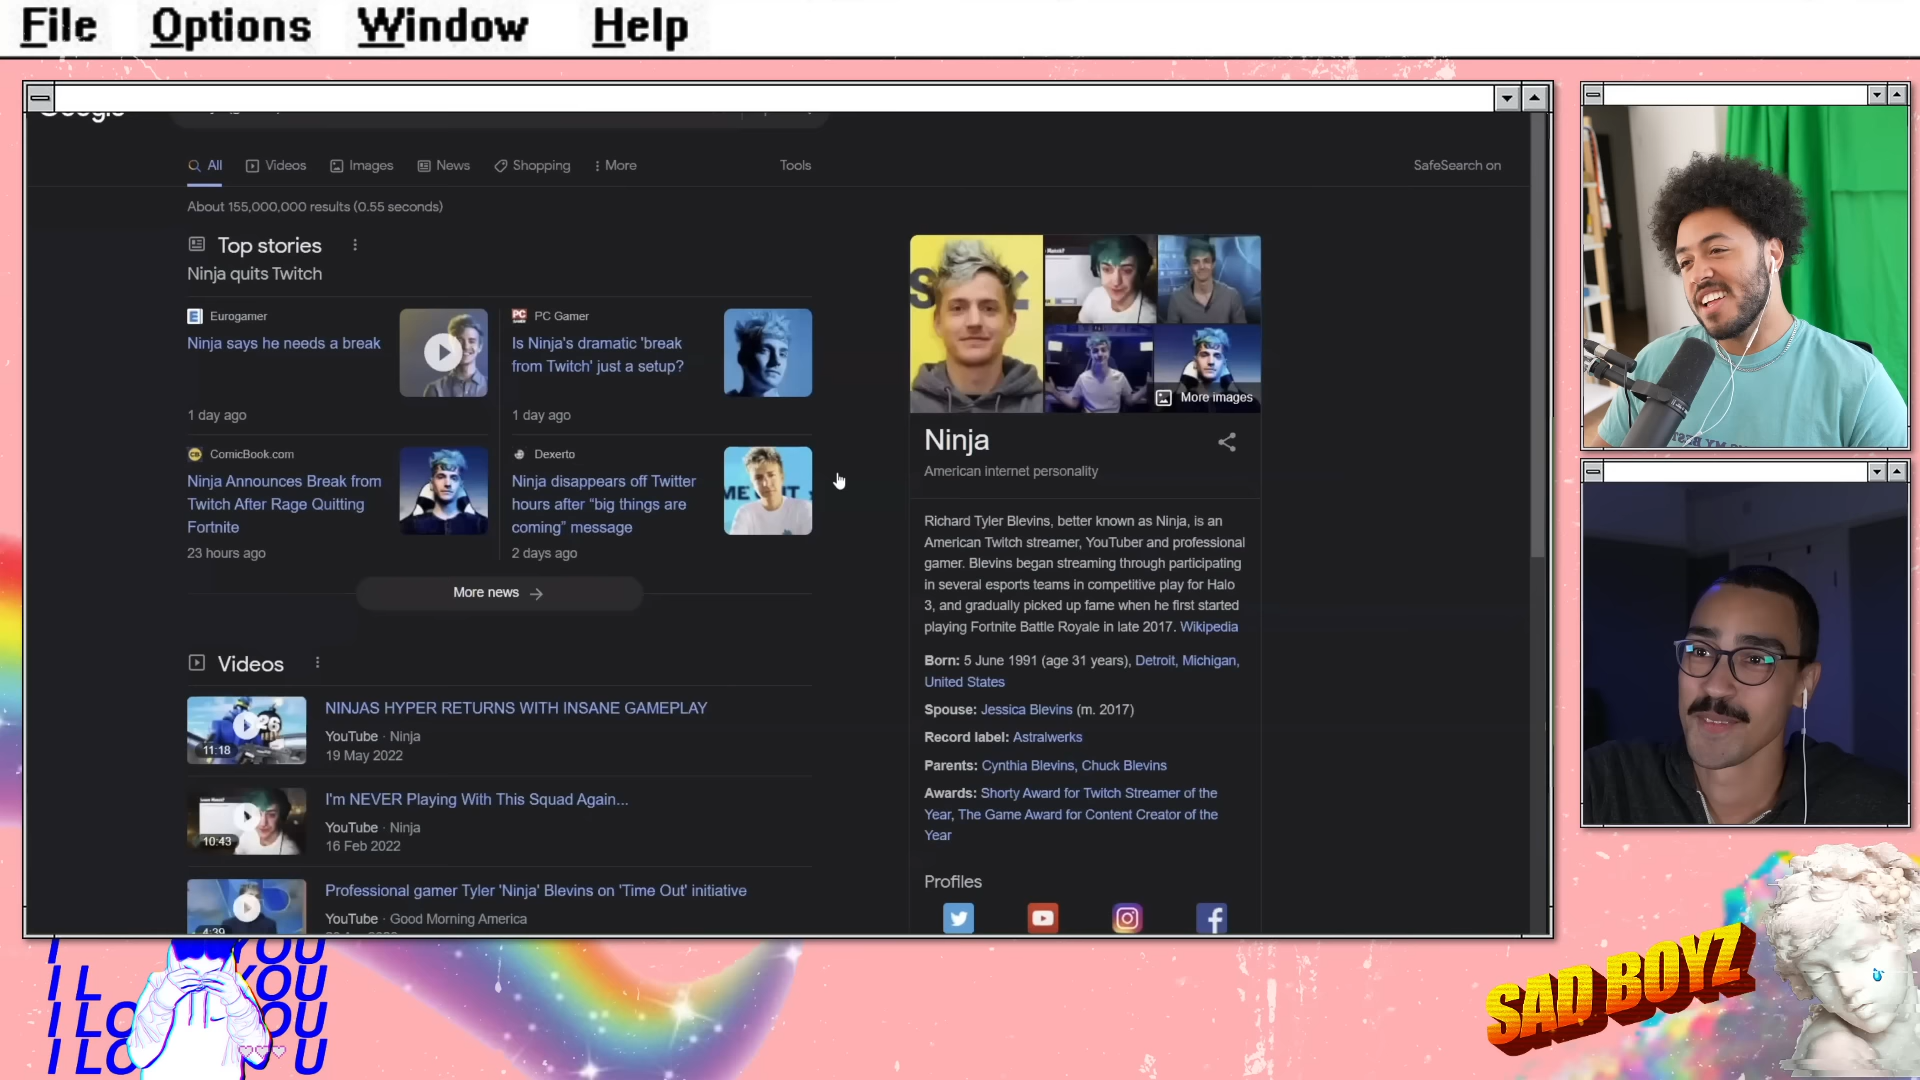 File Options Window Help
Google
All Videos Images News Shopping More Tools SafeSearch on
About 155,000,000 results (0.55 seconds)
Top stories
Ninja quits Twitch
Eurogamer
Ninja says he needs a break
1 day ago
PC Gamer
Is Ninja's dramatic 'break
from Twitch' just a setup?
1 day ago
ComicBook.com
Ninja Announces Break from
Twitch After Rage Quitting
Fortnite
23 hours ago
Dexerto
Ninja disappears off Twitter
hours after “big things are
coming” message
2 days ago
More news
Videos
11:18
NINJAS HYPER RETURNS WITH INSANE GAMEPLAY
YouTube · Ninja
19 May 2022
10:43
I'm NEVER Playing With This Squad Again...
YouTube · Ninja
16 Feb 2022
4:39
Professional gamer Tyler 'Ninja' Blevins on 'Time Out' initiative
YouTube · Good Morning America
More images
Ninja
American internet personality
Richard Tyler Blevins, better known as Ninja, is an
American Twitch streamer, YouTuber and professional
gamer. Blevins began streaming through participating
in several esports teams in competitive play for Halo
3, and gradually picked up fame when he first started
playing Fortnite Battle Royale in late 2017. Wikipedia
Born: 5 June 1991 (age 31 years), Detroit, Michigan,
United States
Spouse: Jessica Blevins (m. 2017)
Record label: Astralwerks
Parents: Cynthia Blevins, Chuck Blevins
Awards: Shorty Award for Twitch Streamer of the
Year, The Game Award for Content Creator of the
Year
Profiles
I YOU
I L YOU
I LO OU
I LO U
SAD BOYZ